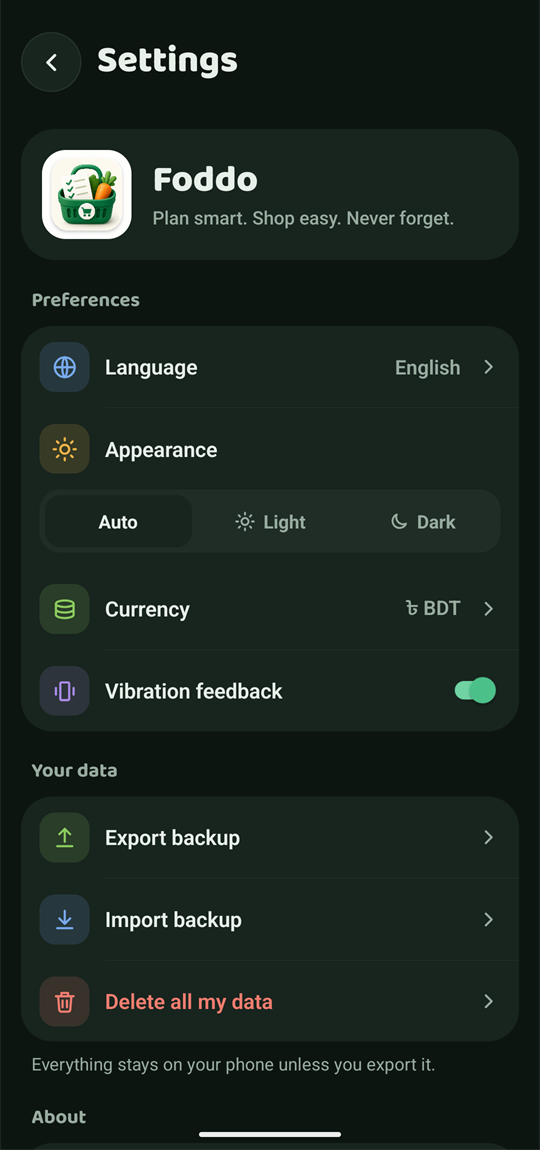 Settings
Foddo
Plan smart. Shop easy. Never forget.
Preferences
Language English
Appearance
Auto Light Dark
Currency ৳ BDT
Vibration feedback
Your data
Export backup
Import backup
Delete all my data
Everything stays on your phone unless you export it.
About